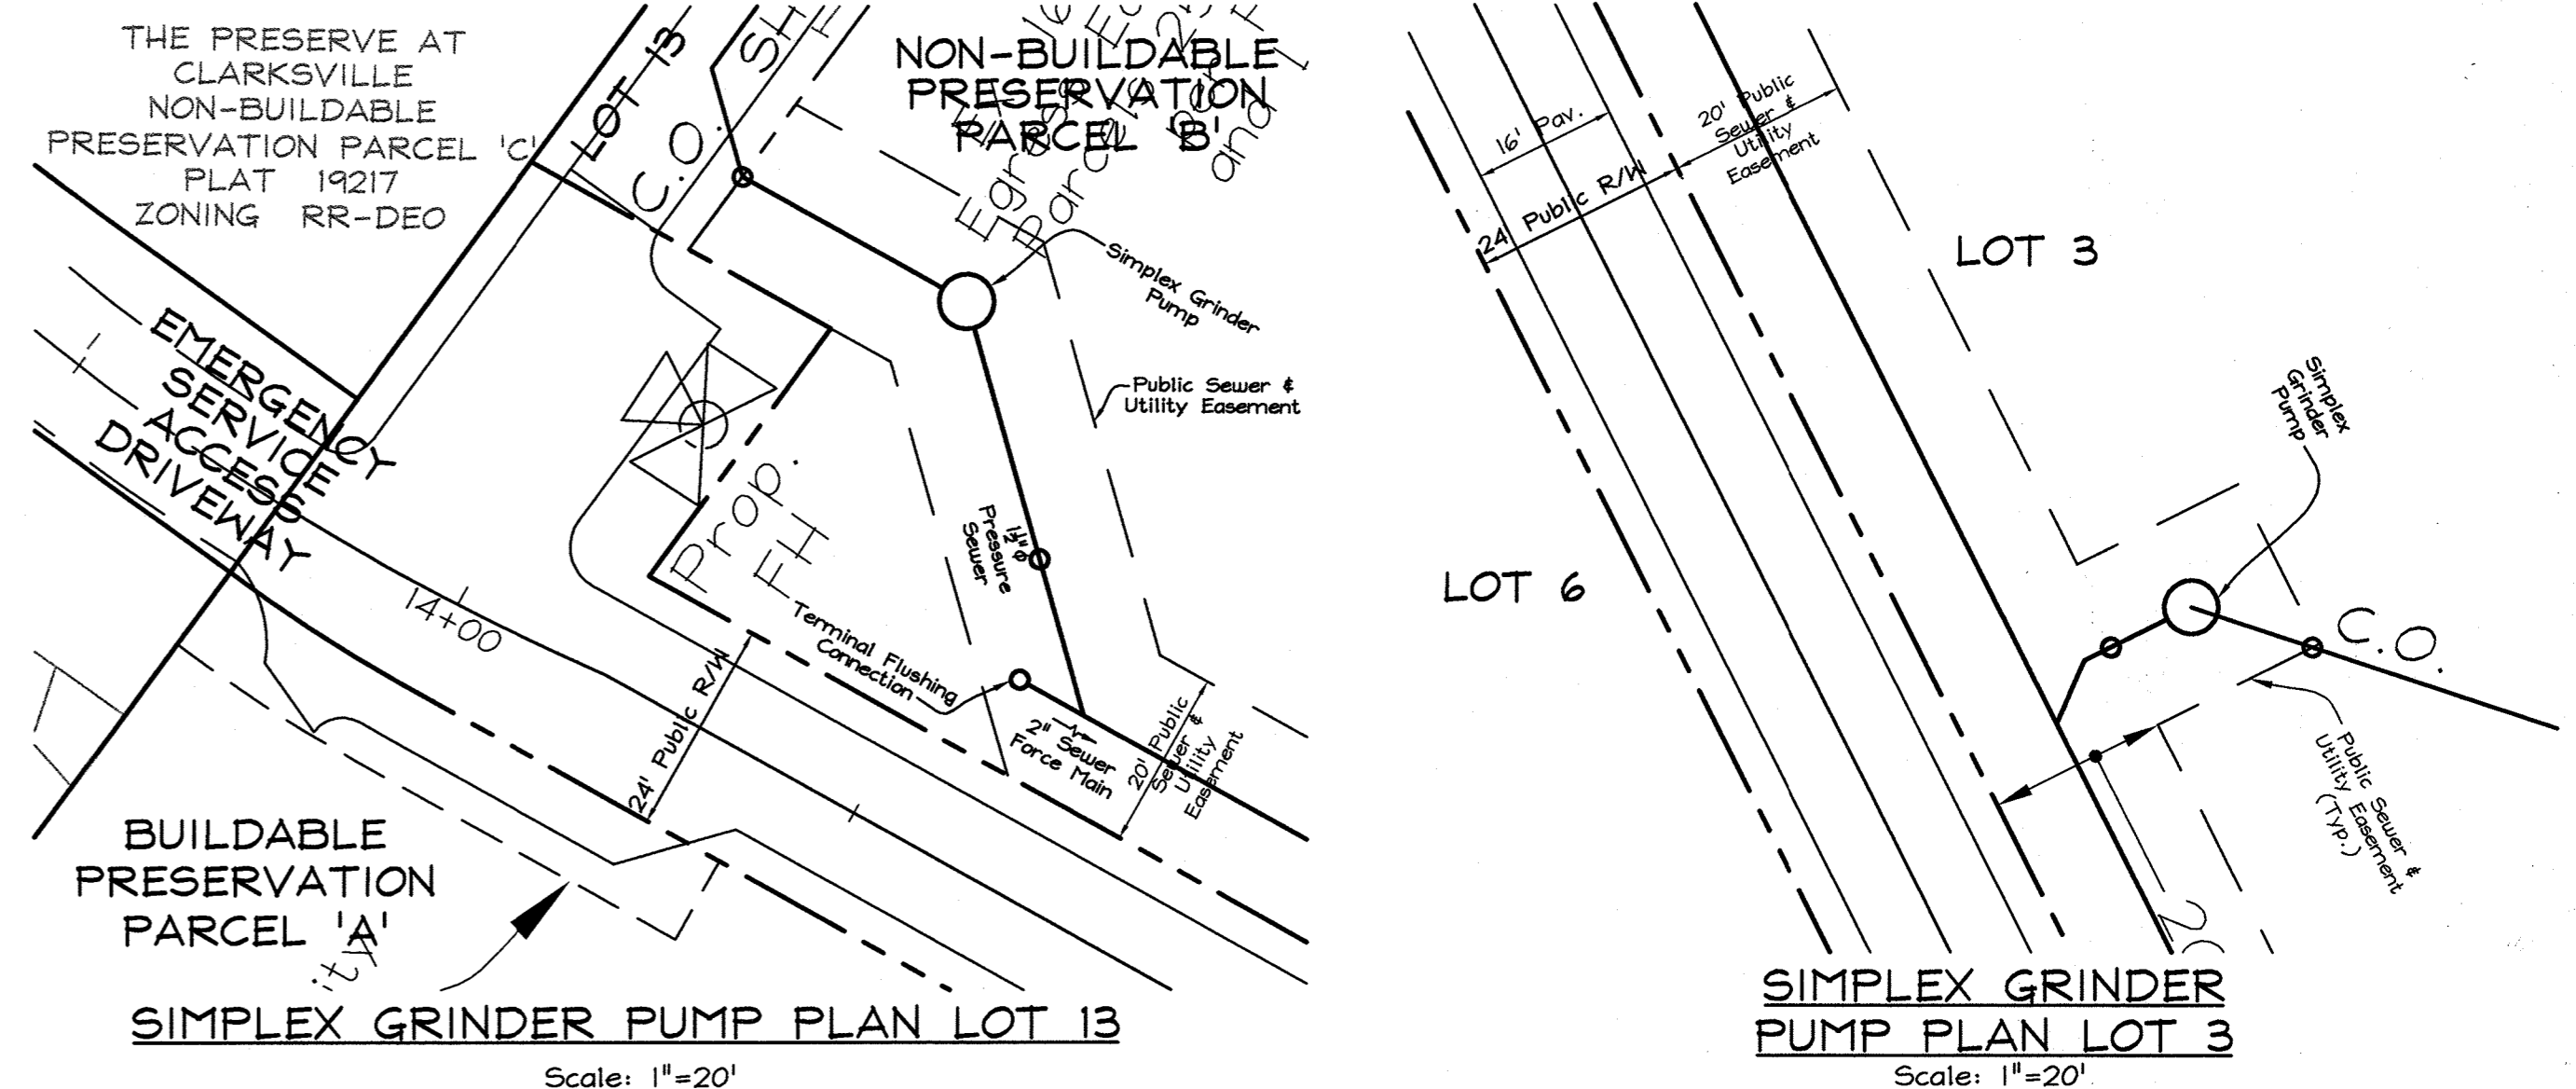 THE PRESERVE AT
CLARKSVILLE
NON-BUILDABLE
PRESERVATION PARCEL 'C'
PLAT 19217
ZONING RR-DEO
LOT 13
C.O.
SH
NON-BUILDABLE
PRESERVATION
PARCEL 'B'
and
Simplex Grinder
Pump
Public Sewer &
Utility Easement
EMERGENCY
SERVICE
ACCESS
DRIVEWAY
14+00
Prop.
FH
1½"ϕ
Pressure
Sewer
Terminal Flushing
Connection
2" Sewer
Force Main
24' Public R/W
20' Public
Sewer &
Utility
Easement
BUILDABLE
PRESERVATION
PARCEL 'A'
SIMPLEX GRINDER PUMP PLAN LOT 13
Scale: 1"=20'
16' Pav.
24 Public R/W
20' Public
Sewer &
Utility
Easement
LOT 3
LOT 6
Simplex
Grinder
Pump
C.O.
Public Sewer &
Utility Easement
(Typ.)
SIMPLEX GRINDER
PUMP PLAN LOT 3
Scale: 1"=20'